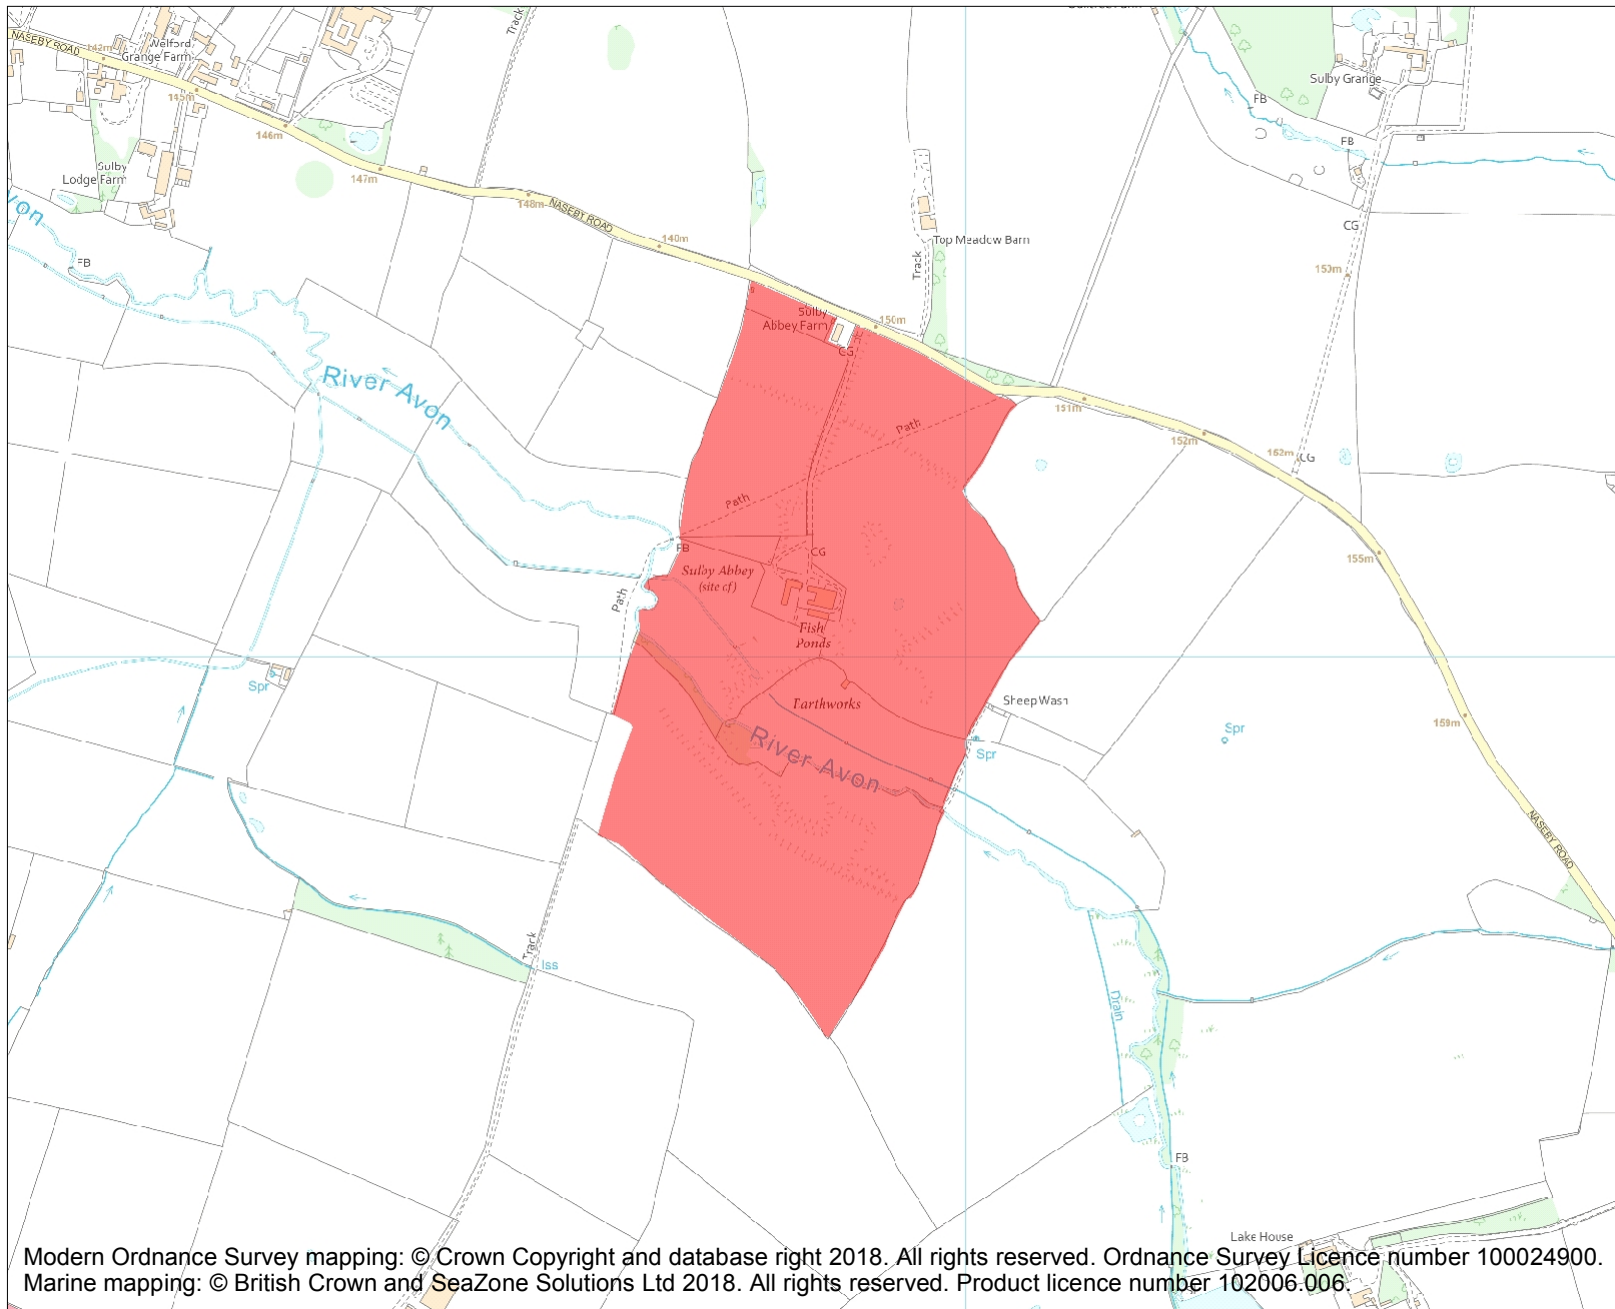 NASEBY ROAD
142m
Welford
Grange Farm
145m
146m
Track
Sulby
Lodge Farm
147m
148m
NASEBY ROAD
140m
Sulby Grange
FB
FB
CG
153m
Top Meadow Barn
Track
von
FB
Sulby
Abbey Farm
150m
CG
River Avon
151m
152m
162m
CG
Path
Path
FB
CG
Sulby Abbey
(site of)
Path
155m
Fish
Ponds
Spr
Earthworks
Sheep Wash
Spr
Spr
159m
River Avon
NASEBY ROAD
Track
Iss
Drain
FB
Lake House
Modern Ordnance Survey mapping: © Crown Copyright and database right 2018. All rights reserved. Ordnance Survey Licence number 100024900.
Marine mapping: © British Crown and SeaZone Solutions Ltd 2018. All rights reserved. Product licence number 102006.006.